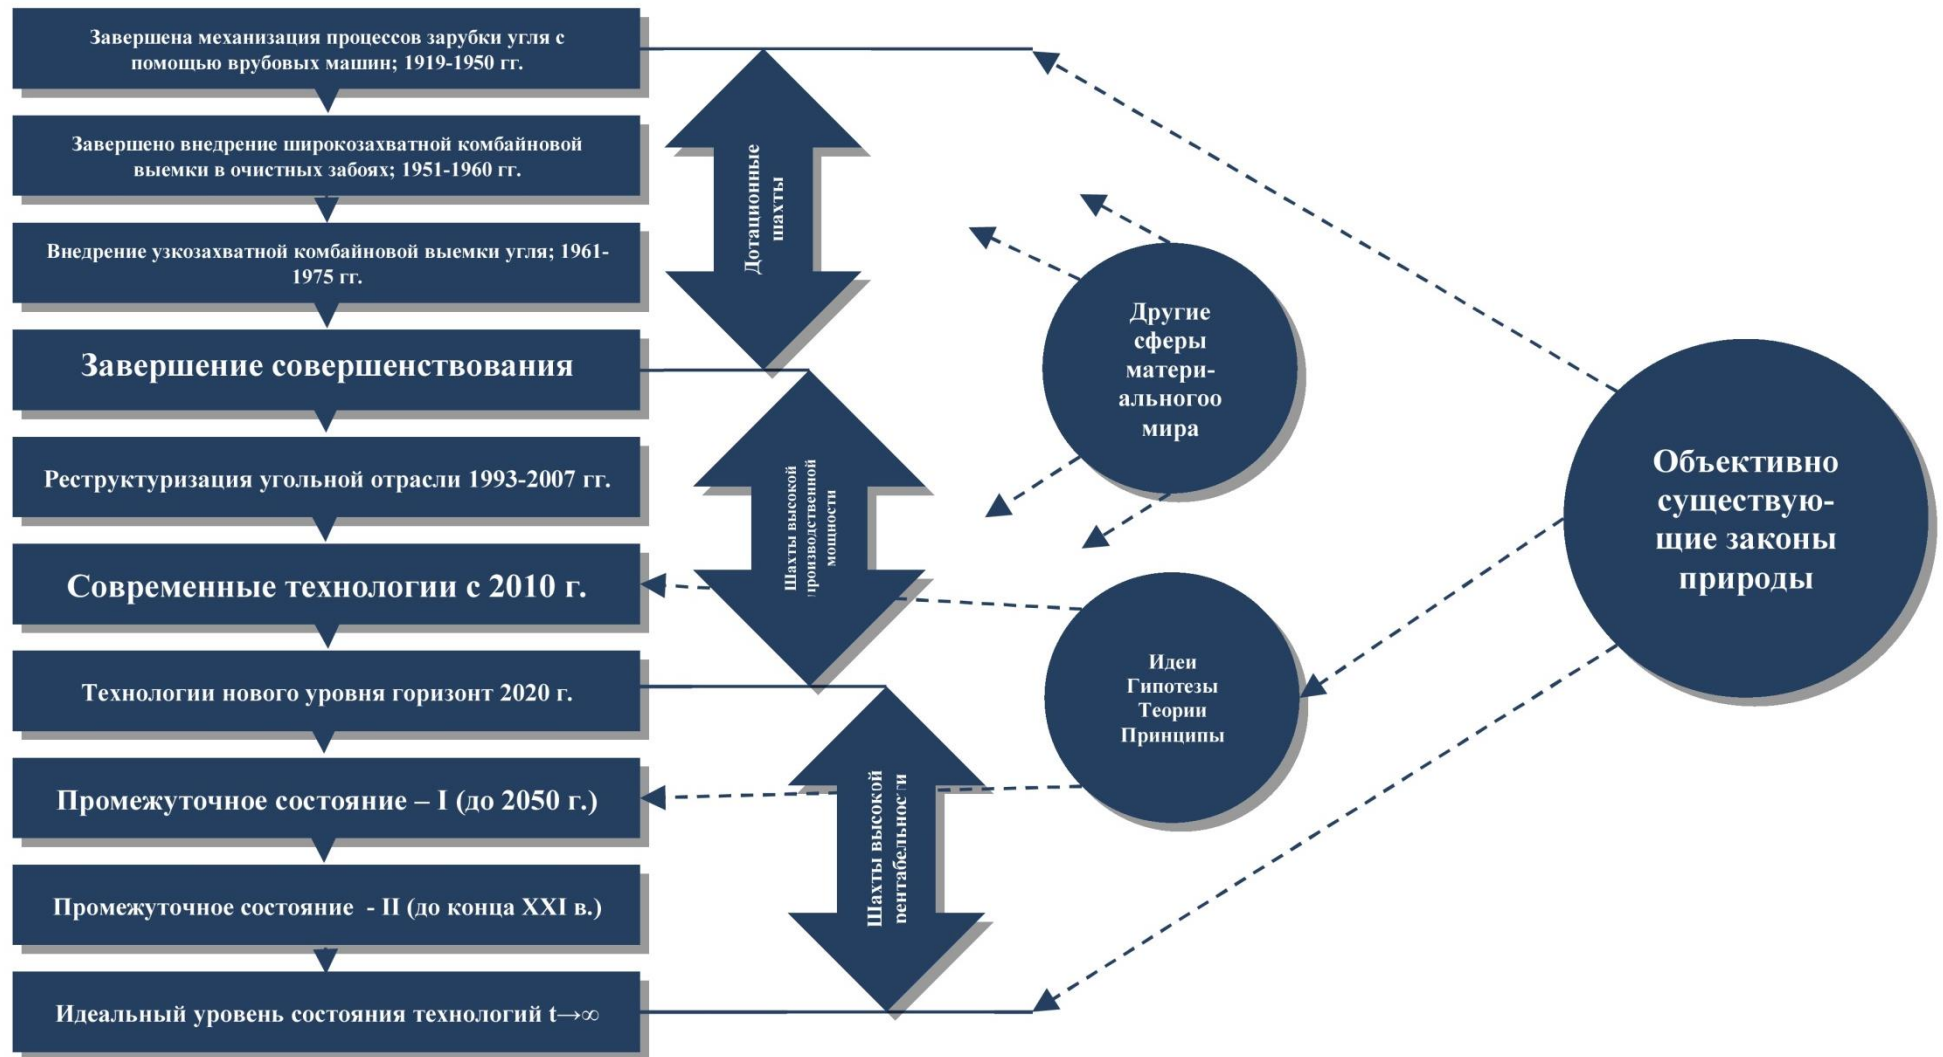 Завершена механизация процессов зарубки угля с
помощью врубовых машин; 1919-1950 гг.
Завершено внедрение широкозахватной комбайновой
выемки в очистных забоях; 1951-1960 гг.
Внедрение узкозахватной комбайновой выемки угля; 1961-
1975 гг.
Завершение совершенствования
Реструктуризация угольной отрасли 1993-2007 гг.
Современные технологии с 2010 г.
Технологии нового уровня горизонт 2020 г.
Промежуточное состояние – I (до 2050 г.)
Промежуточное состояние - II (до конца XXI в.)
Идеальный уровень состояния технологий t→∞
Дотационные
шахты
Шахты высокой
производственной
мощности
Шахты высокой
рентабельности
Другие
сферы
матери-
альногоо
мира
Идеи
Гипотезы
Теории
Принципы
Объективно
существую-
щие законы
природы